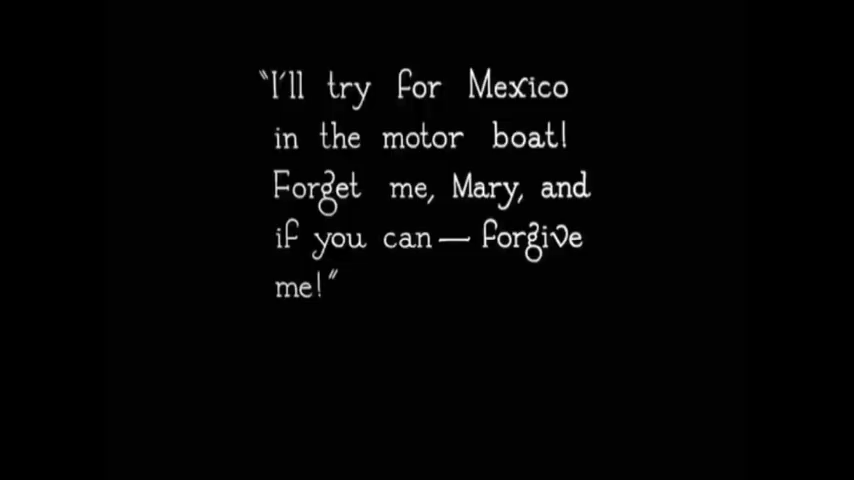 "I'll try for Mexico
in the motor boat!
Forget me, Mary, and
if you can — forgive
me!"